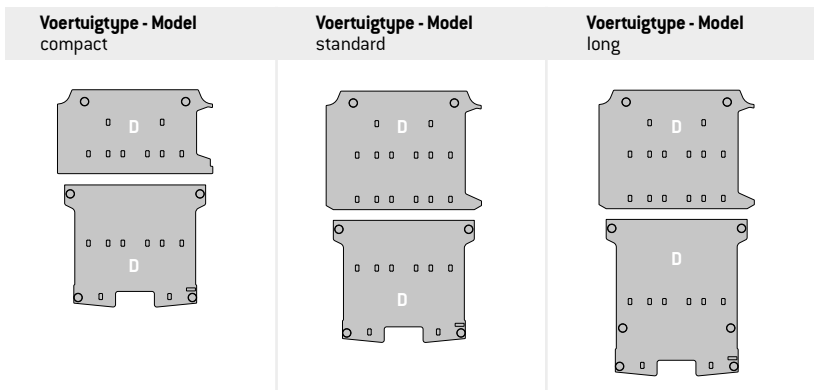 Voertuigtype - Model
compact
Voertuigtype - Model
standard
Voertuigtype - Model
long
D
D
D
D
D
D